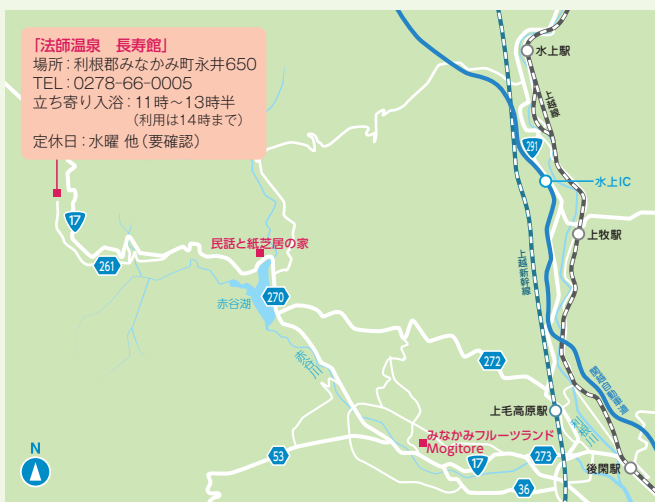 「法師温泉 長寿館」
場所：利根郡みなかみ町永井650
TEL：0278-66-0005
立ち寄り入浴：11時～13時半
（利用は14時まで）
定休日：水曜 他（要確認）
水上駅
上越線
291
水上IC
17
上牧駅
民話と紙芝居の家
上越新幹線
261
赤谷湖
270
赤谷川
272
関越自動車道
上毛高原駅
利根川
みなかみフルーツランド
Mogitore
53
17
273
後閑駅
36
N